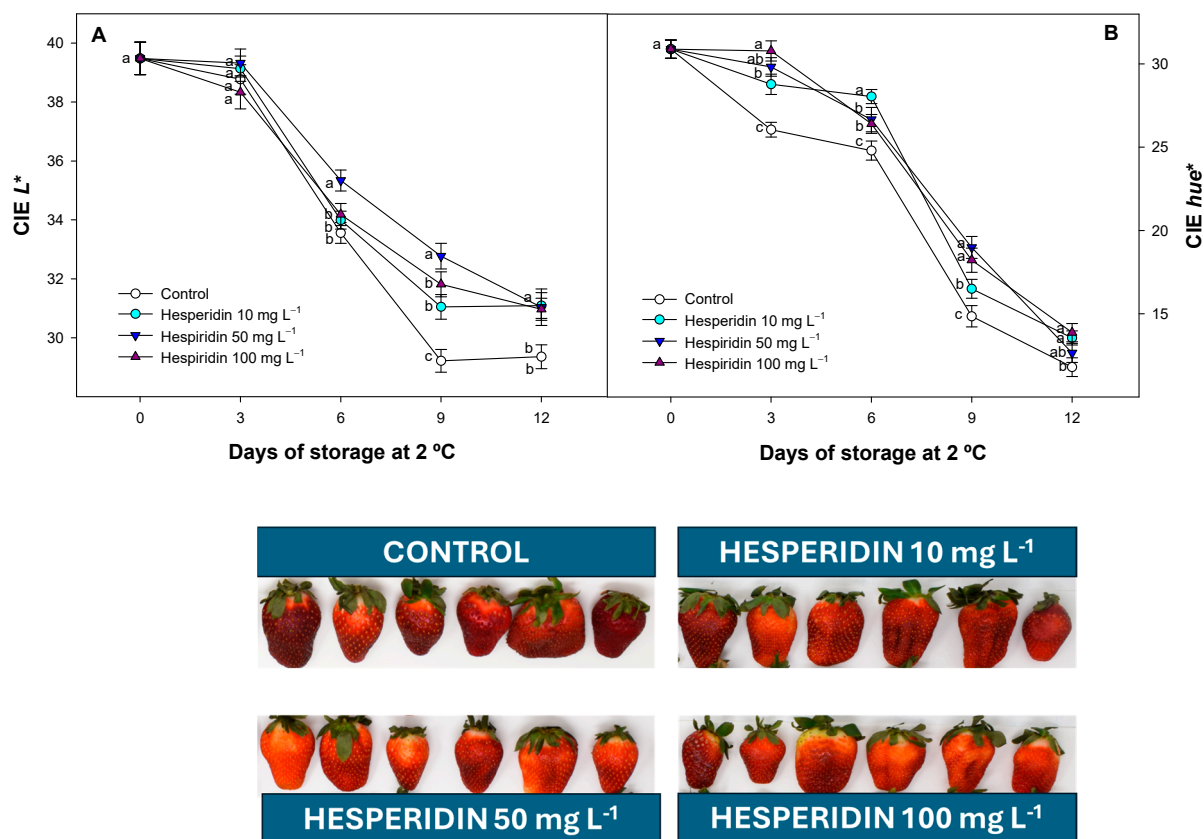 A
CIE L*
40
38
36
34
32
30
a
a
a
a
a
a
b
b
b
a
b
b
c
a
b
b
Control
Hesperidin 10 mg L⁻¹
Hespiridin 50 mg L⁻¹
Hespiridin 100 mg L⁻¹
0 3 6 9 12
Days of storage at 2 ºC
B
a
ab
b
c
a
b
b
c
a
a
b
c
a
a
ab
b
Control
Hesperidin 10 mg L⁻¹
Hespiridin 50 mg L⁻¹
Hespiridin 100 mg L⁻¹
30
25
20
15
CIE hue*
0 3 6 9 12
Days of storage at 2 ºC
CONTROL
HESPERIDIN 10 mg L⁻¹
HESPERIDIN 50 mg L⁻¹
HESPERIDIN 100 mg L⁻¹